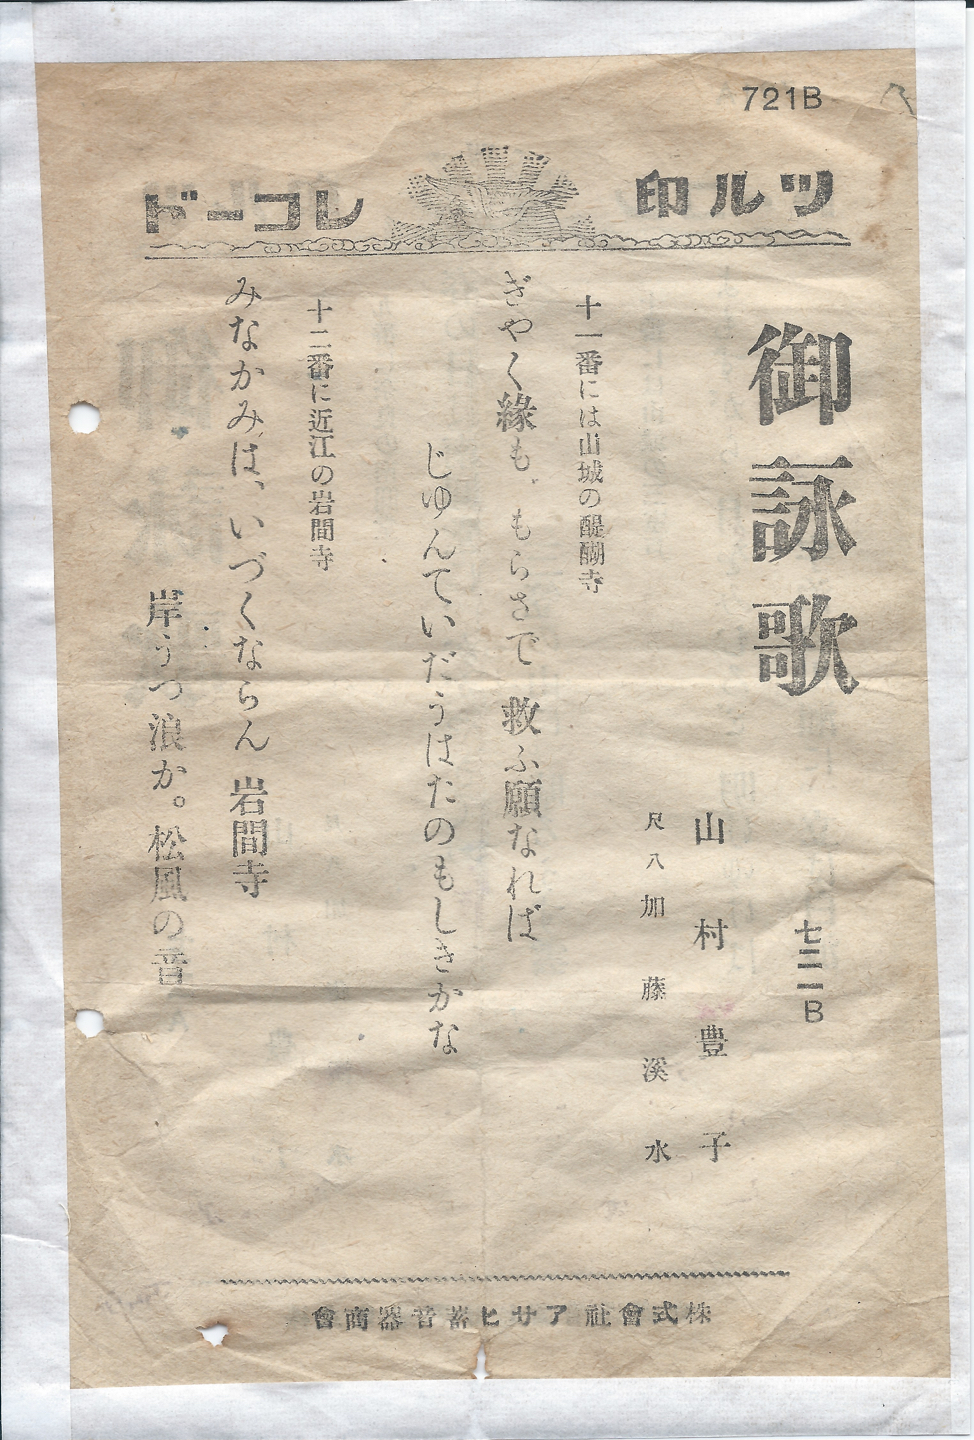 721B
ツル印レコード
御詠歌
七二一B
山村豊子
尺八 加藤溪水
十一番には山城の醍醐寺
ぎやく緣も もらさで 救ふ願なれば
じゆんていだうはたのもしきかな
十二番に近江の岩間寺
みなかみは、いづくならん 岩間寺
岸うつ浪か。松風の音
株式會社アサヒ蓄音器商會